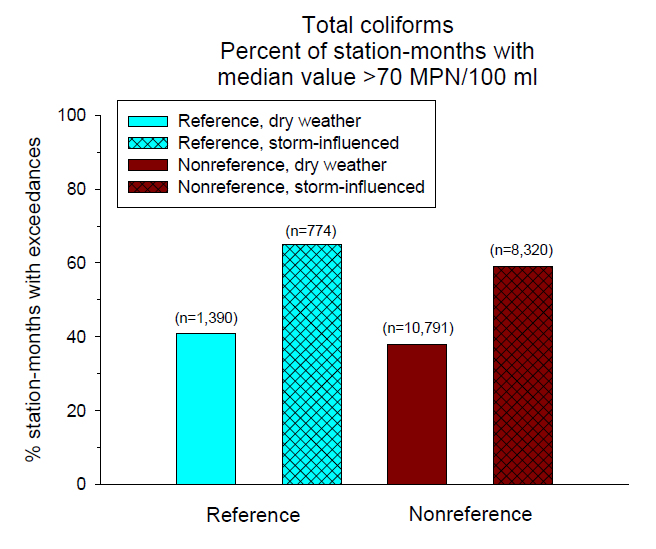 Total coliforms
Percent of station-months with
median value >70 MPN/100 ml
100
80
60
40
20
0
% station-months with exceedances
Reference, dry weather
Reference, storm-influenced
Nonreference, dry weather
Nonreference, storm-influenced
(n=1,390)
(n=774)
(n=10,791)
(n=8,320)
Reference
Nonreference